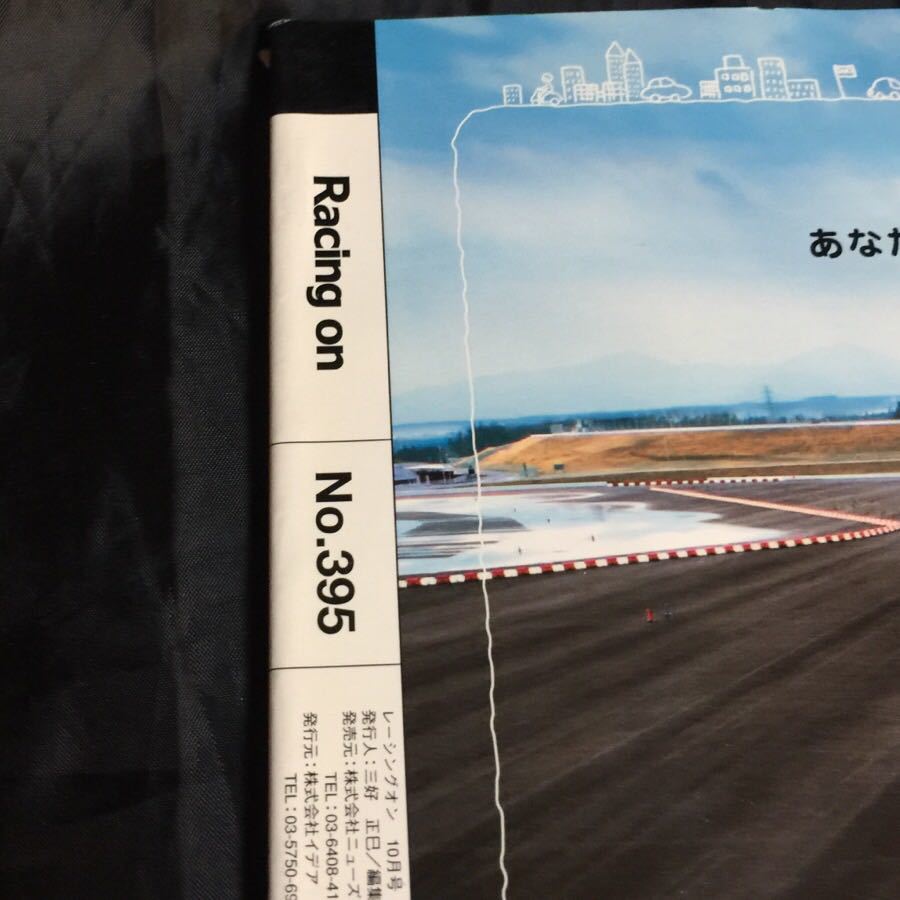 Racing on
No.395
レーシングオン 10月号
発行人：三好 正巳／編集
発売元：株式会社ニューズ
TEL：03-6408-41
発行元：株式会社イデア
TEL：03-5750-69
あな